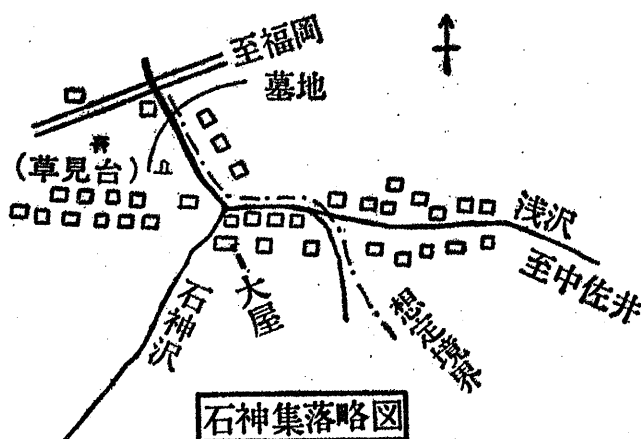 至福岡
墓地
(草見台)
浅沢
至中佐井
大屋
石神沢
想定境界
石神集落略図